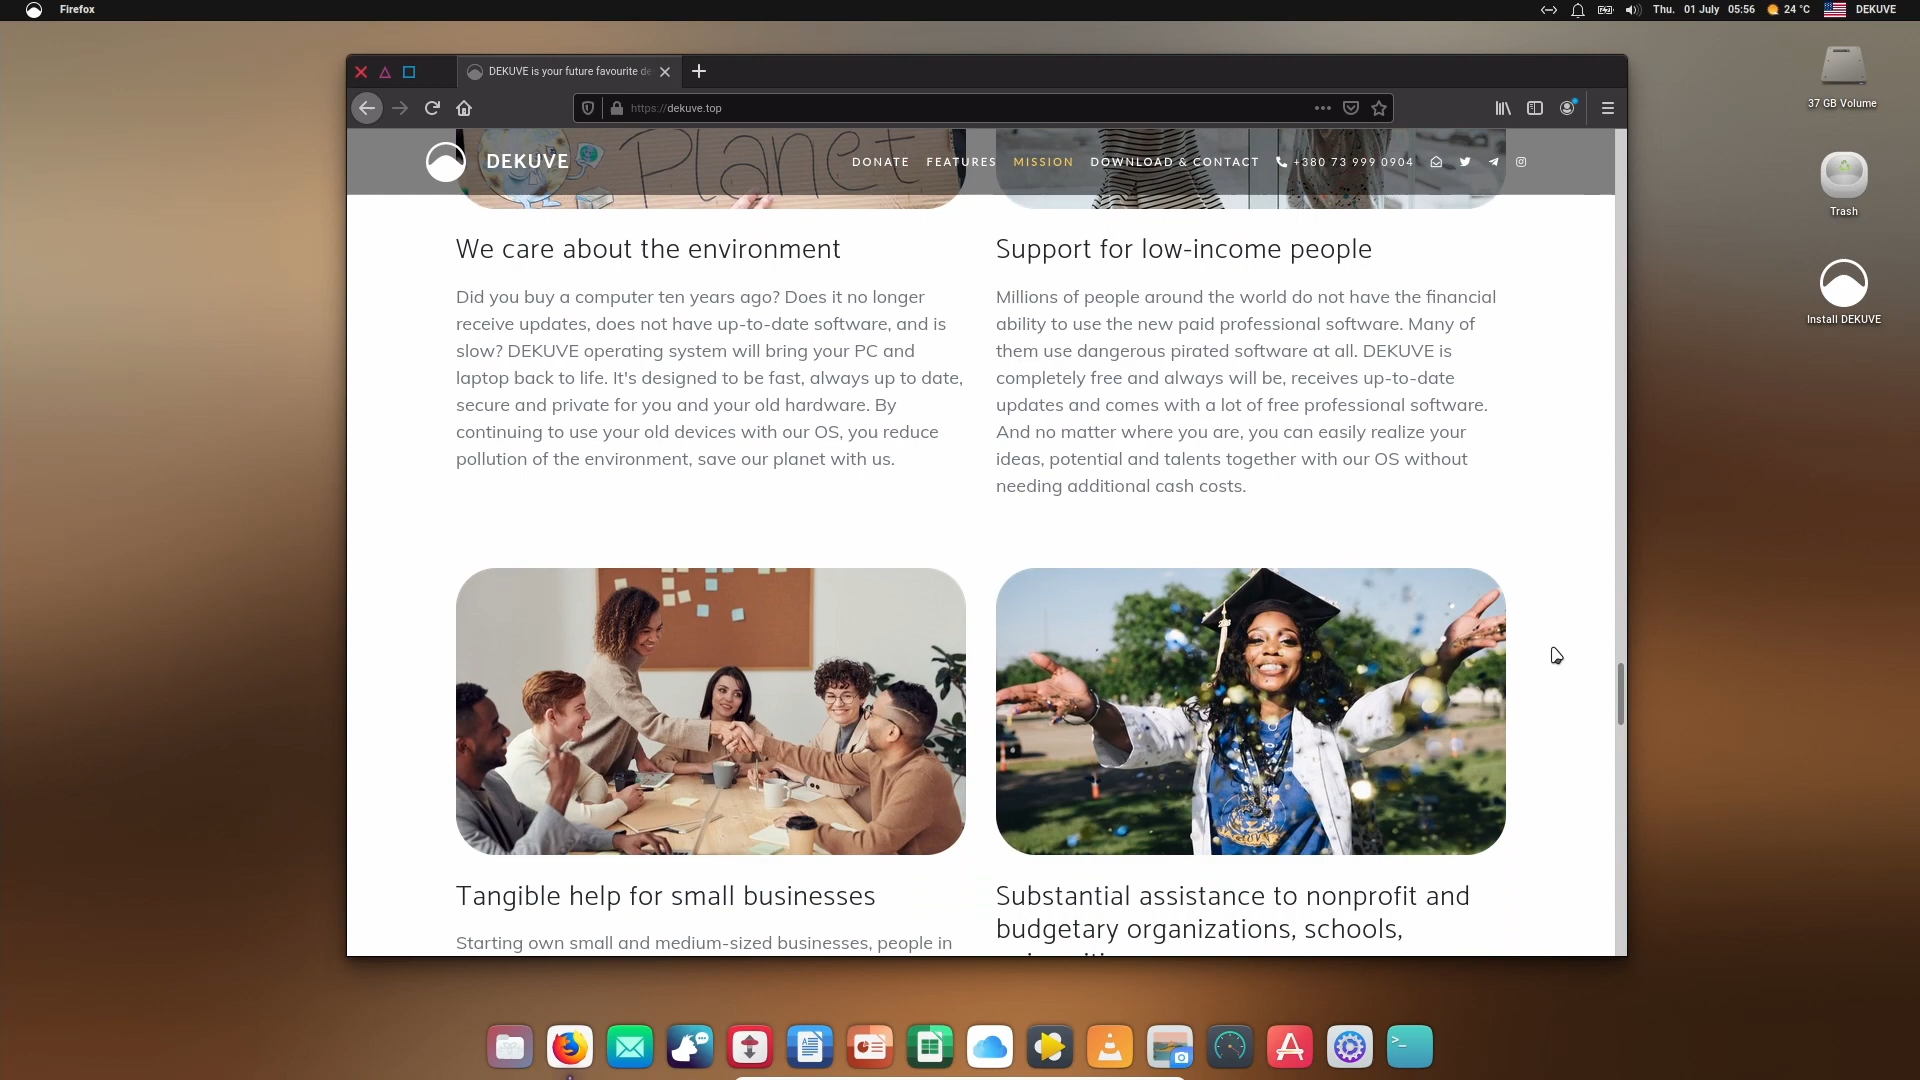 Firefox
Thu. 01 July 05:56 24 °C DEKUVE
DEKUVE is your future favourite de
https://dekuve.top
37 GB Volume
Trash
Install DEKUVE
Planet
DEKUVE
DONATE FEATURES MISSION DOWNLOAD & CONTACT +380 73 999 0904
We care about the environment
Did you buy a computer ten years ago? Does it no longer
receive updates, does not have up-to-date software, and is
slow? DEKUVE operating system will bring your PC and
laptop back to life. It's designed to be fast, always up to date,
secure and private for you and your old hardware. By
continuing to use your old devices with our OS, you reduce
pollution of the environment, save our planet with us.
Support for low-income people
Millions of people around the world do not have the financial
ability to use the new paid professional software. Many of
them use dangerous pirated software at all. DEKUVE is
completely free and always will be, receives up-to-date
updates and comes with a lot of free professional software.
And no matter where you are, you can easily realize your
ideas, potential and talents together with our OS without
needing additional cash costs.
Tangible help for small businesses
Starting own small and medium-sized businesses, people in
Substantial assistance to nonprofit and
budgetary organizations, schools,